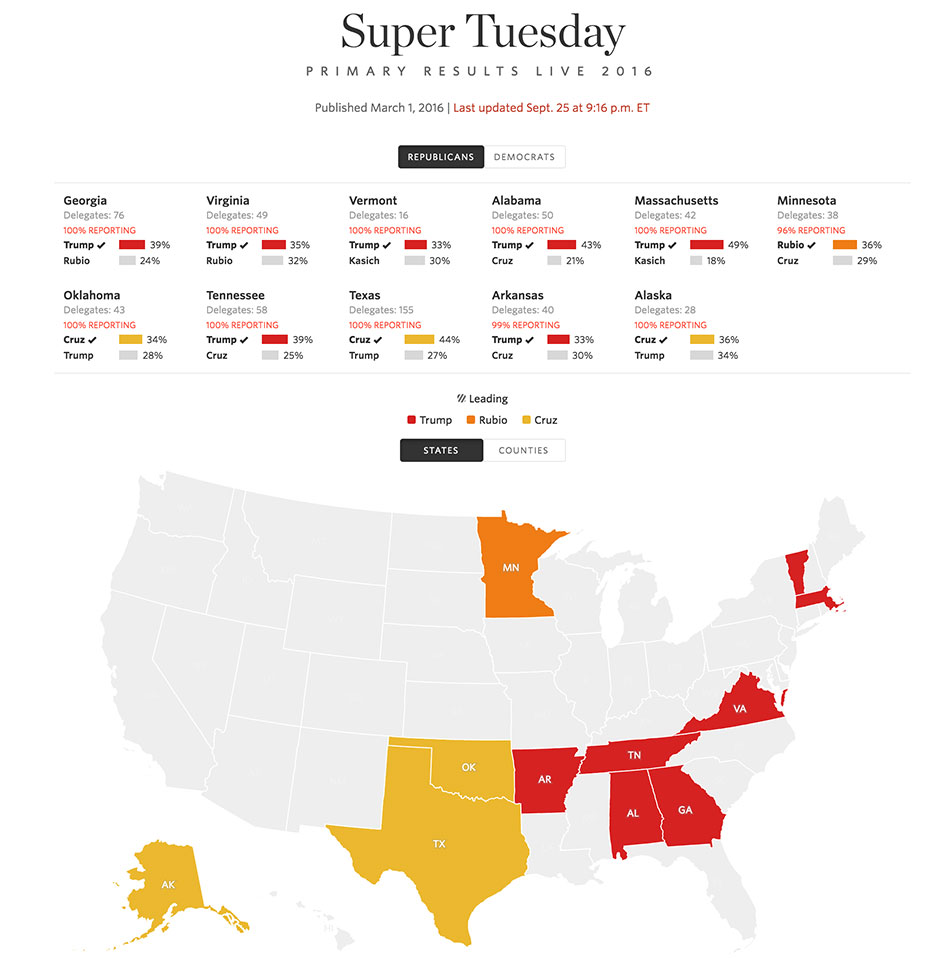 Super Tuesday
PRIMARY RESULTS LIVE 2016
Published March 1, 2016 | Last updated Sept. 25 at 9:16 p.m. ET
REPUBLICANS DEMOCRATS
Georgia
Delegates: 76
100% REPORTING
Trump ✔ 39%
Rubio 24%
Virginia
Delegates: 49
100% REPORTING
Trump ✔ 35%
Rubio 32%
Vermont
Delegates: 16
100% REPORTING
Trump ✔ 33%
Kasich 30%
Alabama
Delegates: 50
100% REPORTING
Trump ✔ 43%
Cruz 21%
Massachusetts
Delegates: 42
100% REPORTING
Trump ✔ 49%
Kasich 18%
Minnesota
Delegates: 38
96% REPORTING
Rubio ✔ 36%
Cruz 29%
Oklahoma
Delegates: 43
100% REPORTING
Cruz ✔ 34%
Trump 28%
Tennessee
Delegates: 58
100% REPORTING
Trump ✔ 39%
Cruz 25%
Texas
Delegates: 155
100% REPORTING
Cruz ✔ 44%
Trump 27%
Arkansas
Delegates: 40
99% REPORTING
Trump ✔ 33%
Cruz 30%
Alaska
Delegates: 28
100% REPORTING
Cruz ✔ 36%
Trump 34%
Leading
Trump Rubio Cruz
STATES COUNTIES
MN
VA
TN
OK
AR
AL
GA
TX
AK
HI